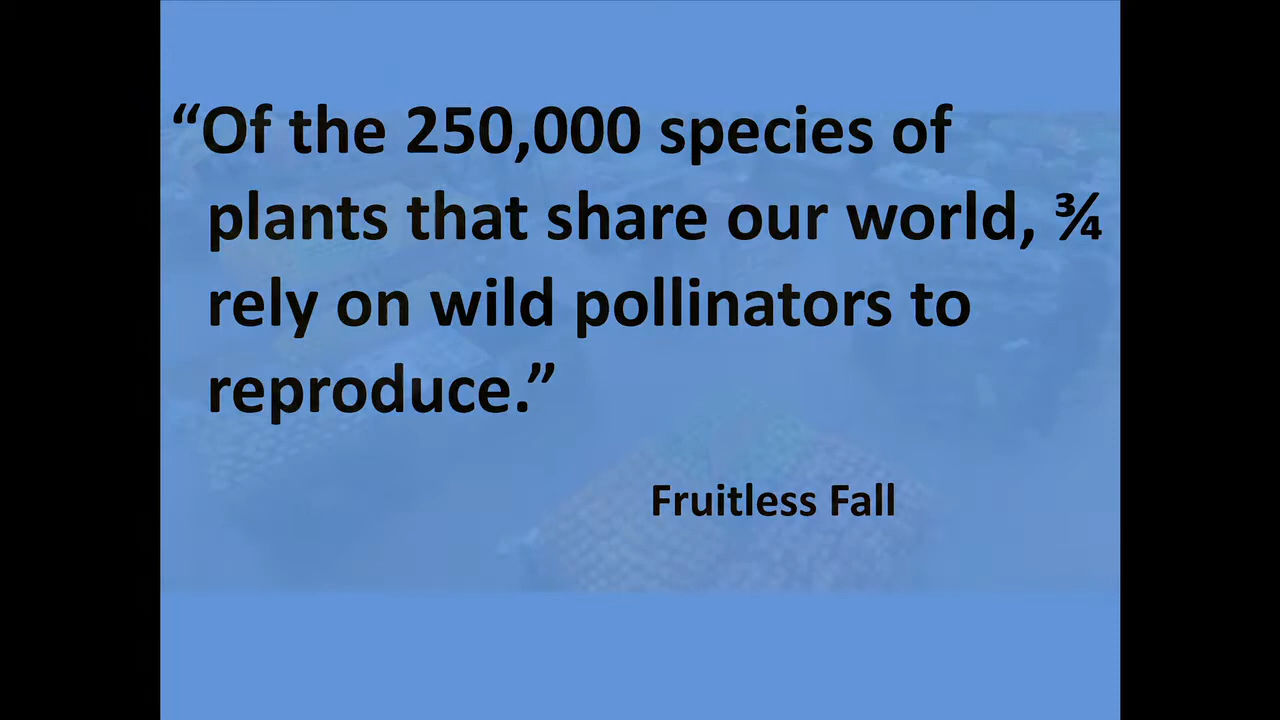 “Of the 250,000 species of
plants that share our world, ¾
rely on wild pollinators to
reproduce.”
Fruitless Fall